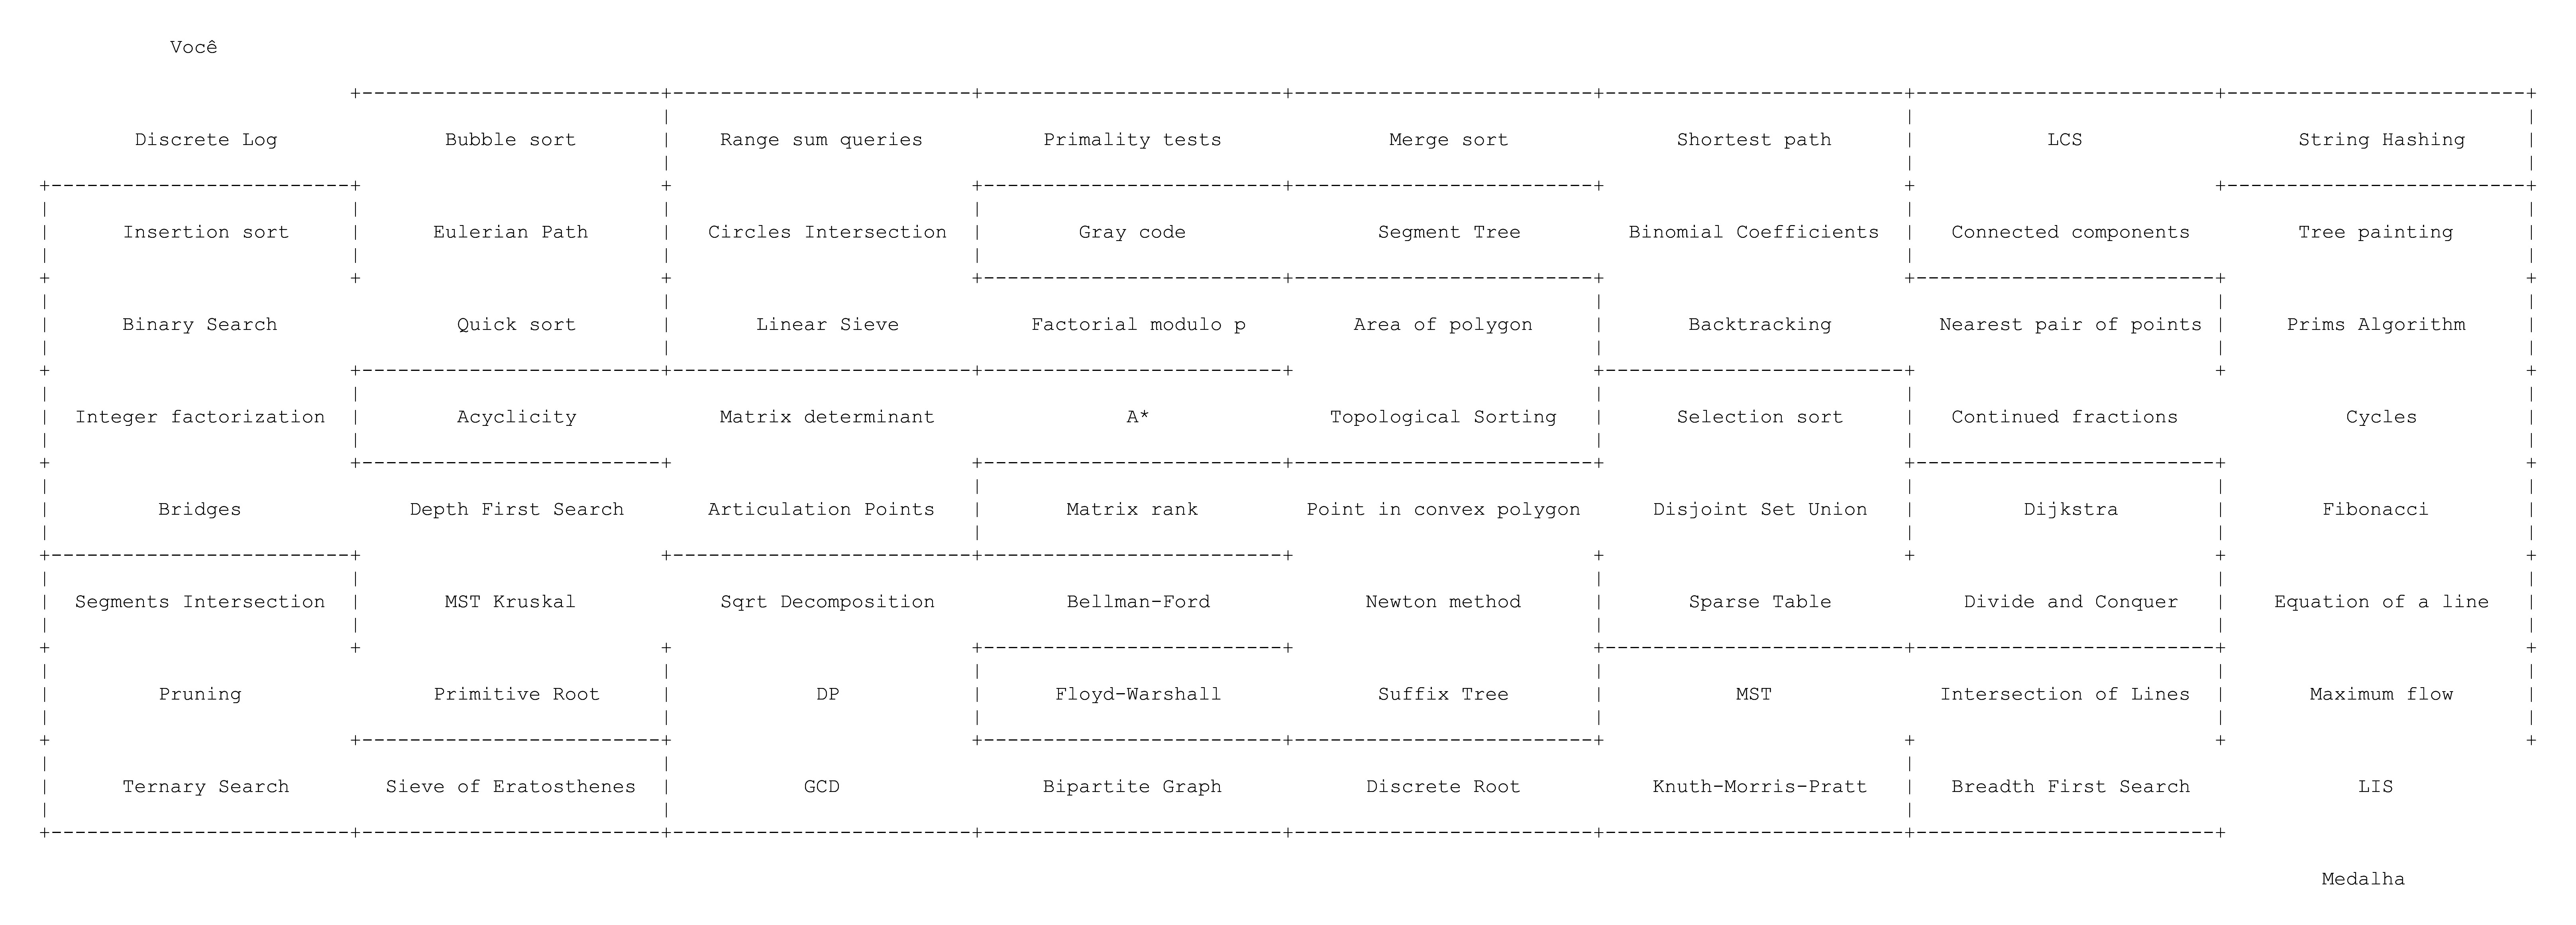 Você
Discrete Log Bubble sort Range sum queries Primality tests Merge sort Shortest path LCS String Hashing
Insertion sort Eulerian Path Circles Intersection Gray code Segment Tree Binomial Coefficients Connected components Tree painting
Binary Search Quick sort Linear Sieve Factorial modulo p Area of polygon Backtracking Nearest pair of points Prims Algorithm
Integer factorization Acyclicity Matrix determinant A* Topological Sorting Selection sort Continued fractions Cycles
Bridges Depth First Search Articulation Points Matrix rank Point in convex polygon Disjoint Set Union Dijkstra Fibonacci
Segments Intersection MST Kruskal Sqrt Decomposition Bellman-Ford Newton method Sparse Table Divide and Conquer Equation of a line
Pruning Primitive Root DP Floyd-Warshall Suffix Tree MST Intersection of Lines Maximum flow
Ternary Search Sieve of Eratosthenes GCD Bipartite Graph Discrete Root Knuth-Morris-Pratt Breadth First Search LIS
Medalha